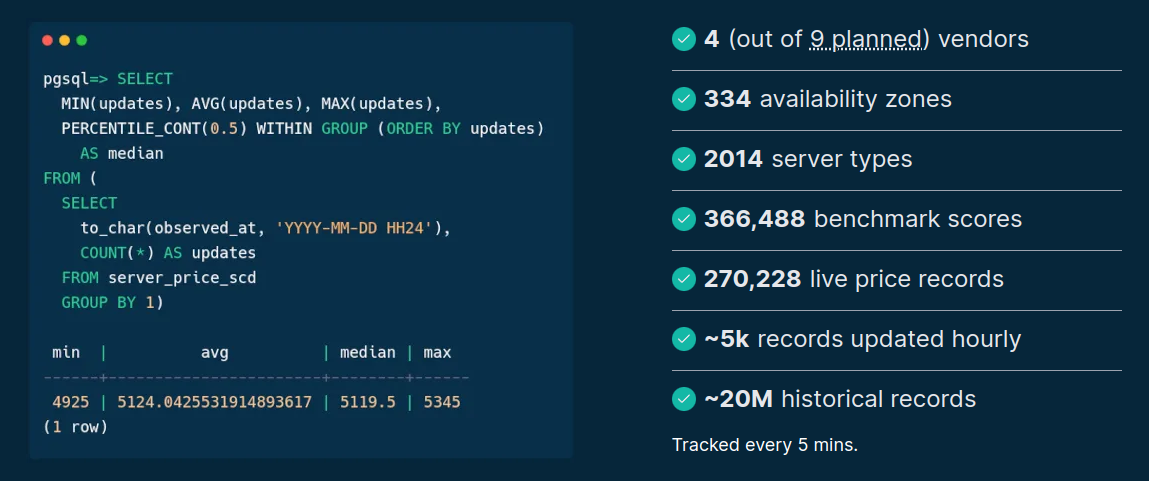 pgsql=> SELECT
  MIN(updates), AVG(updates), MAX(updates),
  PERCENTILE_CONT(0.5) WITHIN GROUP (ORDER BY updates)
    AS median
FROM (
  SELECT
    to_char(observed_at, 'YYYY-MM-DD HH24'),
    COUNT(*) AS updates
  FROM server_price_scd
  GROUP BY 1)
 min  |          avg          | median | max
------+-----------------------+--------+------
 4925 | 5124.0425531914893617 | 5119.5 | 5345
(1 row)
4 (out of 9 planned) vendors
334 availability zones
2014 server types
366,488 benchmark scores
270,228 live price records
~5k records updated hourly
~20M historical records
Tracked every 5 mins.